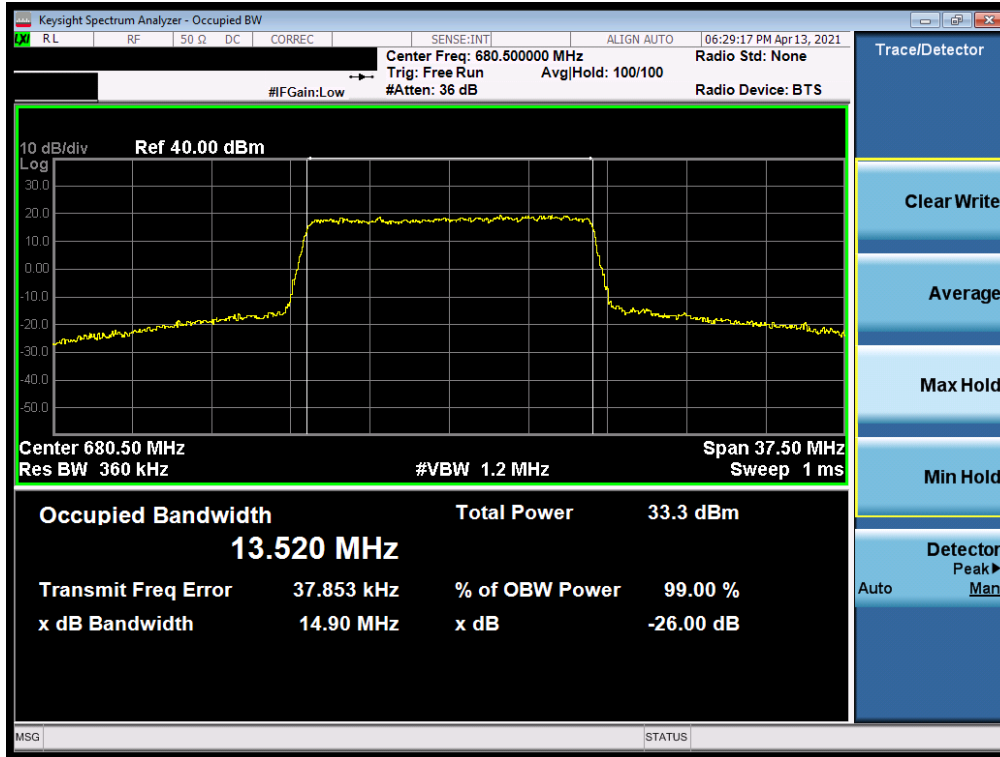 Keysight Spectrum Analyzer - Occupied BW
LXI RL RF 50 Ω DC CORREC SENSE:INT ALIGN AUTO 06:29:17 PM Apr 13, 2021
Center Freq: 680.500000 MHz Radio Std: None
Trig: Free Run Avg|Hold: 100/100
#IFGain:Low #Atten: 36 dB Radio Device: BTS
10 dB/div Ref 40.00 dBm
Log
30.0
20.0
10.0
0.00
-10.0
-20.0
-30.0
-40.0
-50.0
Center 680.50 MHz Span 37.50 MHz
Res BW 360 kHz #VBW 1.2 MHz Sweep 1 ms
Occupied Bandwidth Total Power 33.3 dBm
13.520 MHz
Transmit Freq Error 37.853 kHz % of OBW Power 99.00 %
x dB Bandwidth 14.90 MHz x dB -26.00 dB
MSG STATUS
Trace/Detector
Clear Write
Average
Max Hold
Min Hold
Detector
Peak▶
Auto Man